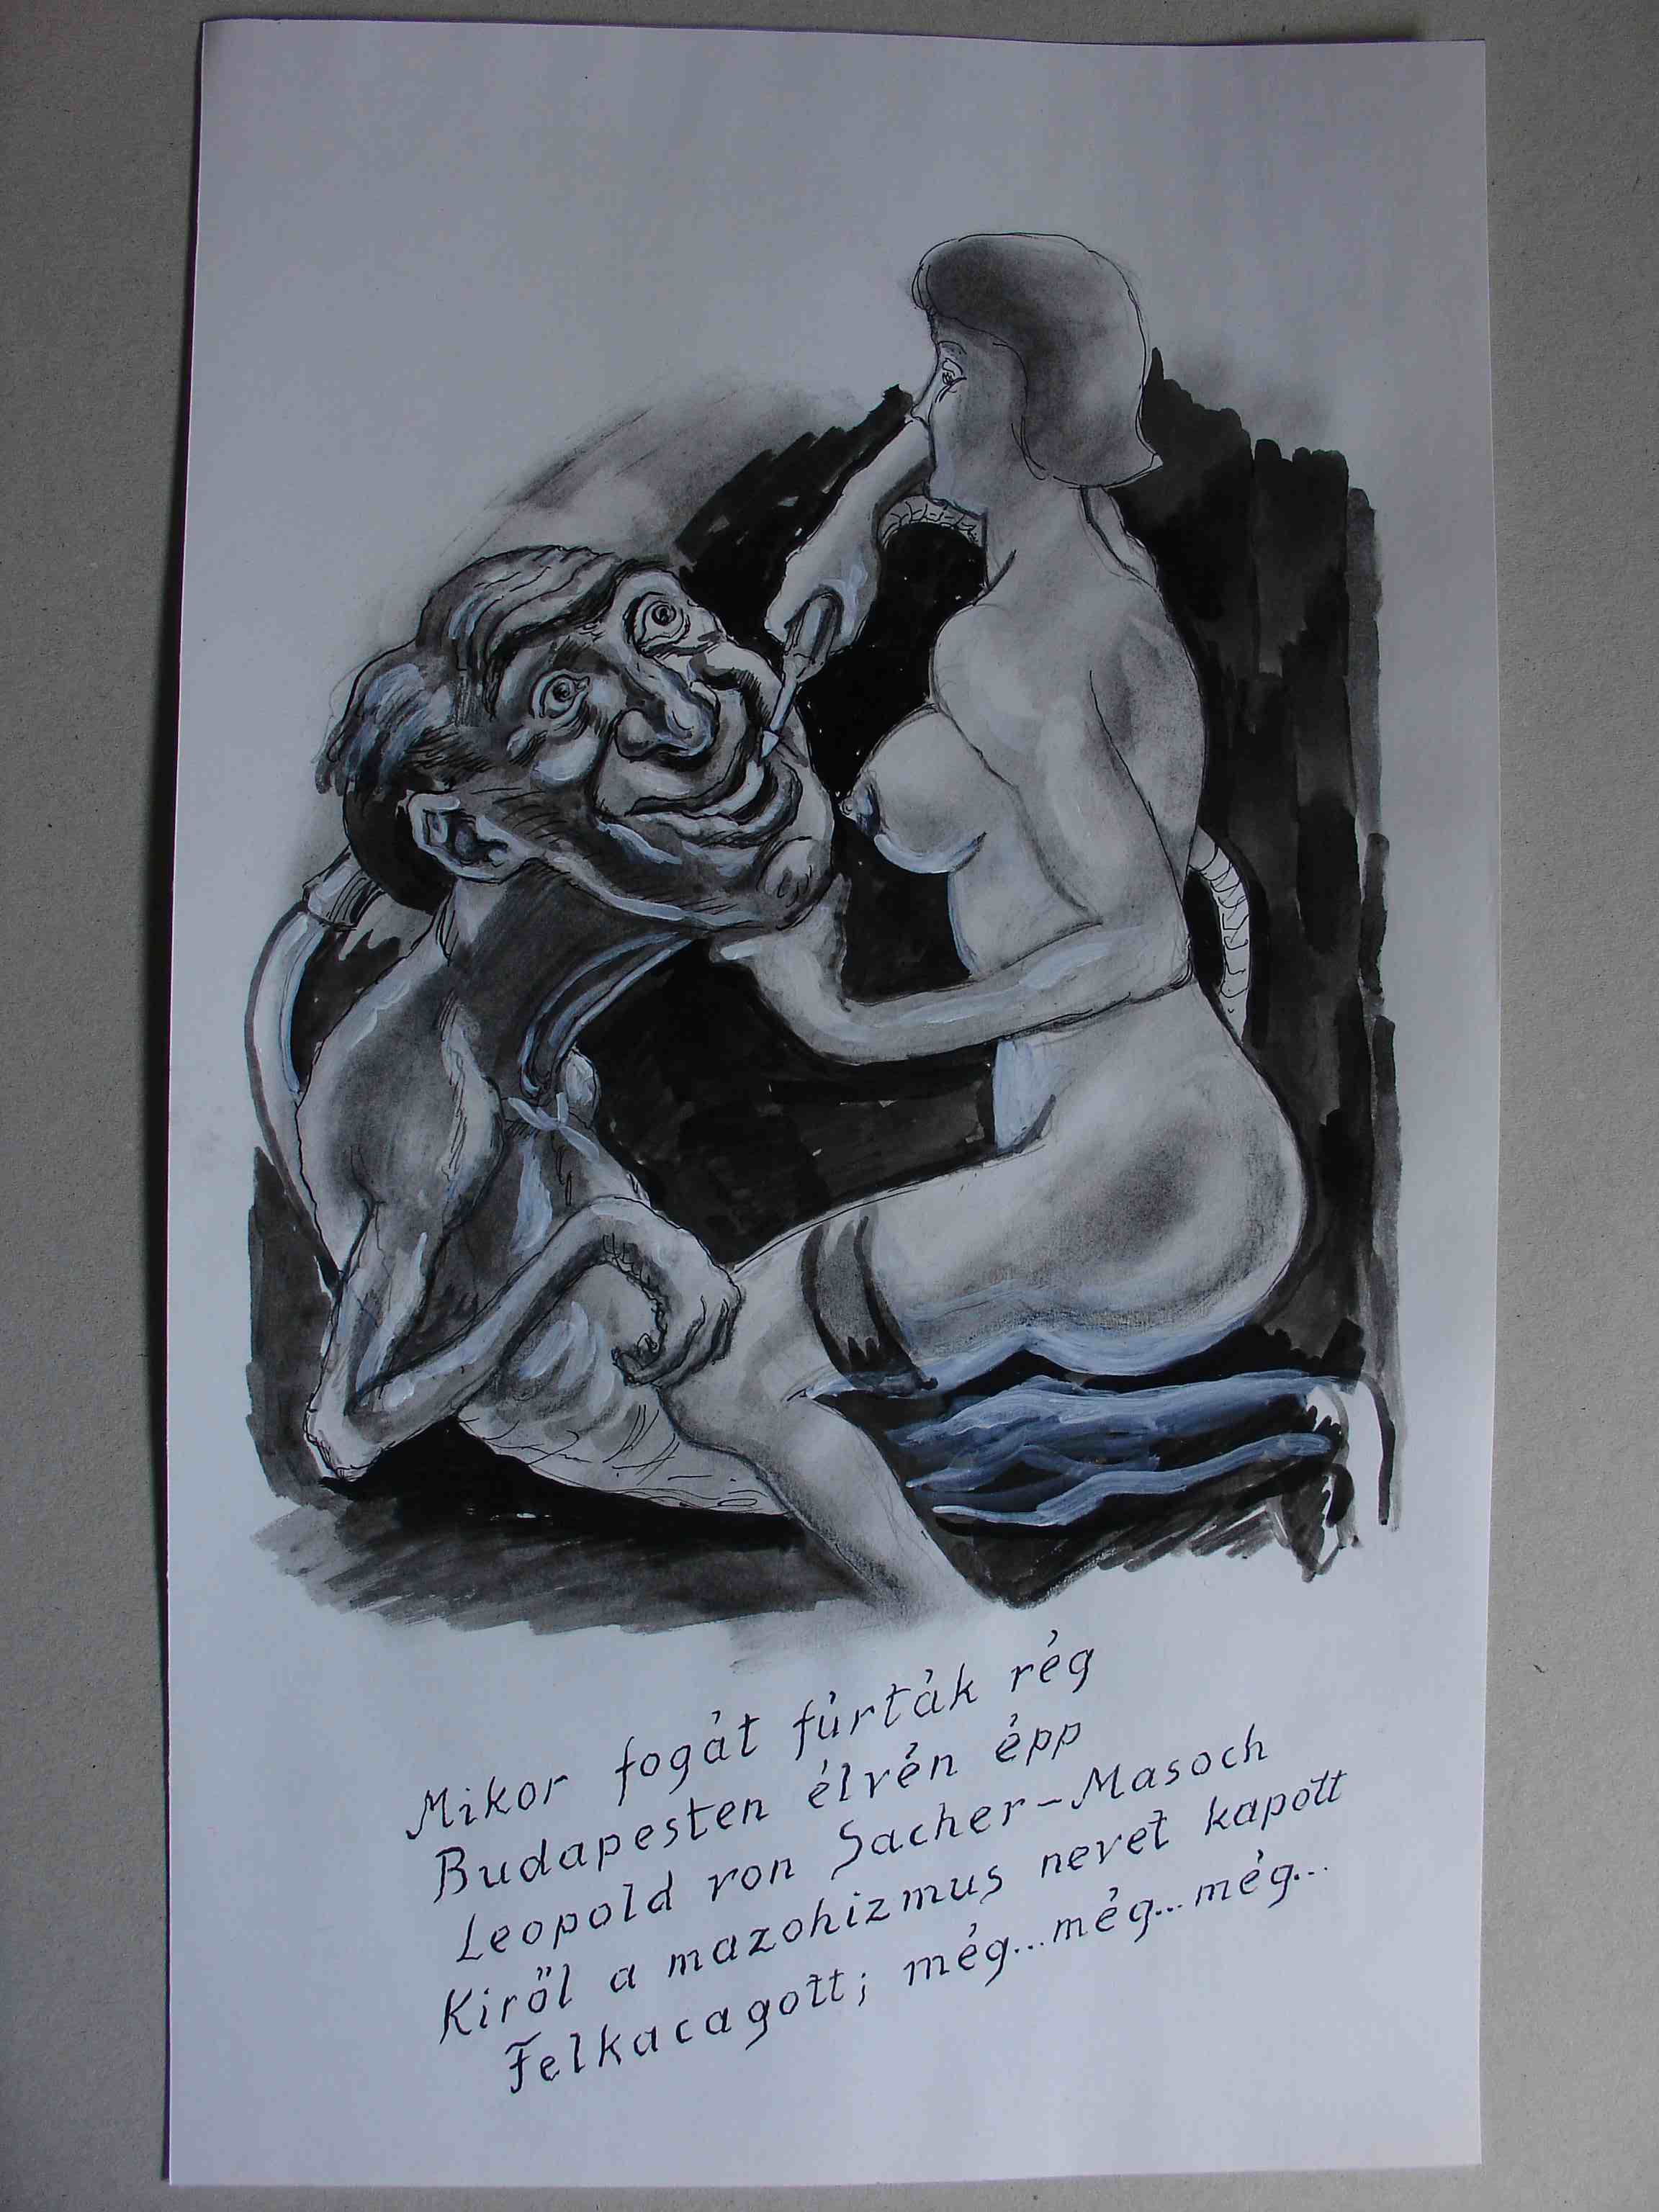 Mikor fogát fúrták rég
Budapesten élvén épp
Leopold von Sacher-Masoch
Kiről a mazohizmus nevet kapott
Felkacagott; még...még...még...